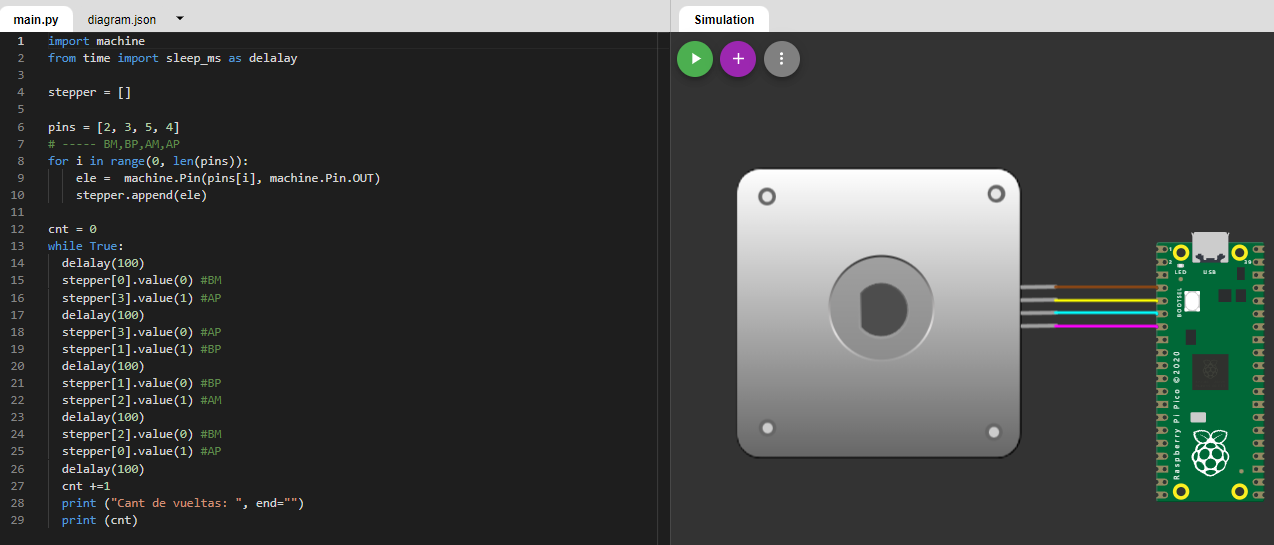 main.py diagram.json
1 import machine
2 from time import sleep_ms as delalay
3
4 stepper = []
5
6 pins = [2, 3, 5, 4]
7 # ----- BM,BP,AM,AP
8 for i in range(0, len(pins)):
9 ele =  machine.Pin(pins[i], machine.Pin.OUT)
10 stepper.append(ele)
11
12 cnt = 0
13 while True:
14 delalay(100)
15 stepper[0].value(0) #BM
16 stepper[3].value(1) #AP
17 delalay(100)
18 stepper[3].value(0) #AP
19 stepper[1].value(1) #BP
20 delalay(100)
21 stepper[1].value(0) #BP
22 stepper[2].value(1) #AM
23 delalay(100)
24 stepper[2].value(0) #BM
25 stepper[0].value(1) #AP
26 delalay(100)
27 cnt +=1
28 print ("Cant de vueltas: ", end="")
29 print (cnt)
Simulation
1
2
39
LED
USB
BOOTSEL
Raspberry Pi Pico ©2020